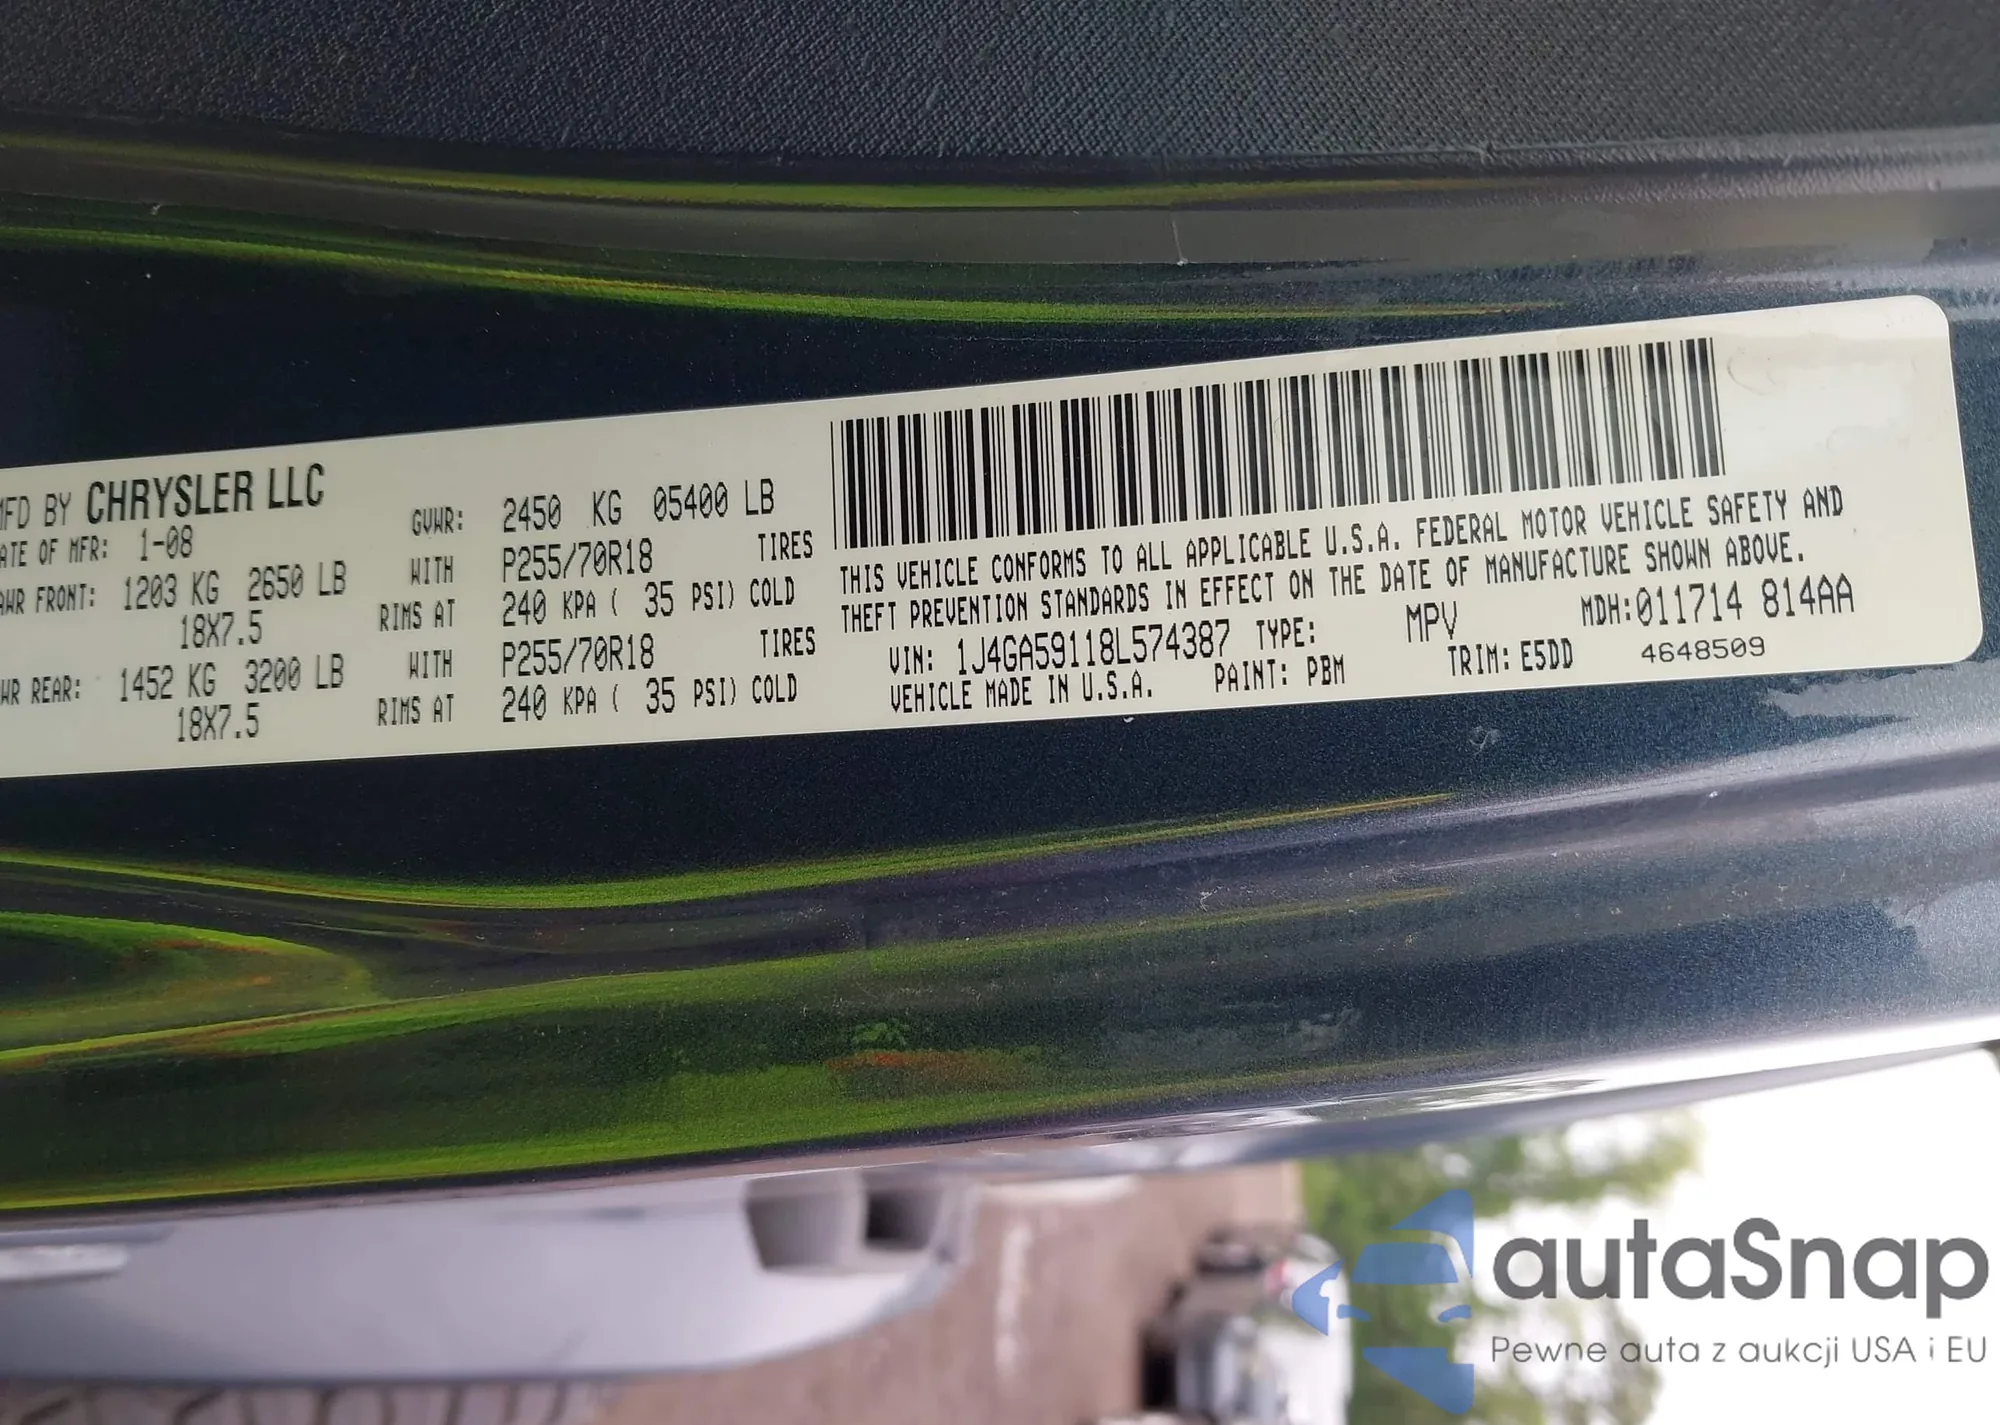 MFD BY CHRYSLER LLC
ATE OF MFR: 1-08
AWR FRONT: 1203 KG 2650 LB
18X7.5
WR REAR: 1452 KG 3200 LB
18X7.5
GVWR: 2450 KG 05400 LB
WITH P255/70R18 TIRES
RIMS AT 240 KPA ( 35 PSI) COLD
WITH P255/70R18 TIRES
RIMS AT 240 KPA ( 35 PSI) COLD
THIS VEHICLE CONFORMS TO ALL APPLICABLE U.S.A. FEDERAL MOTOR VEHICLE SAFETY AND
THEFT PREVENTION STANDARDS IN EFFECT ON THE DATE OF MANUFACTURE SHOWN ABOVE.
VIN: 1J4GA59118L574387 TYPE: MPV MDH:011714 814AA
VEHICLE MADE IN U.S.A. PAINT: PBM TRIM: E5DD 4648509
autaSnap
Pewne auta z aukcji USA i EU